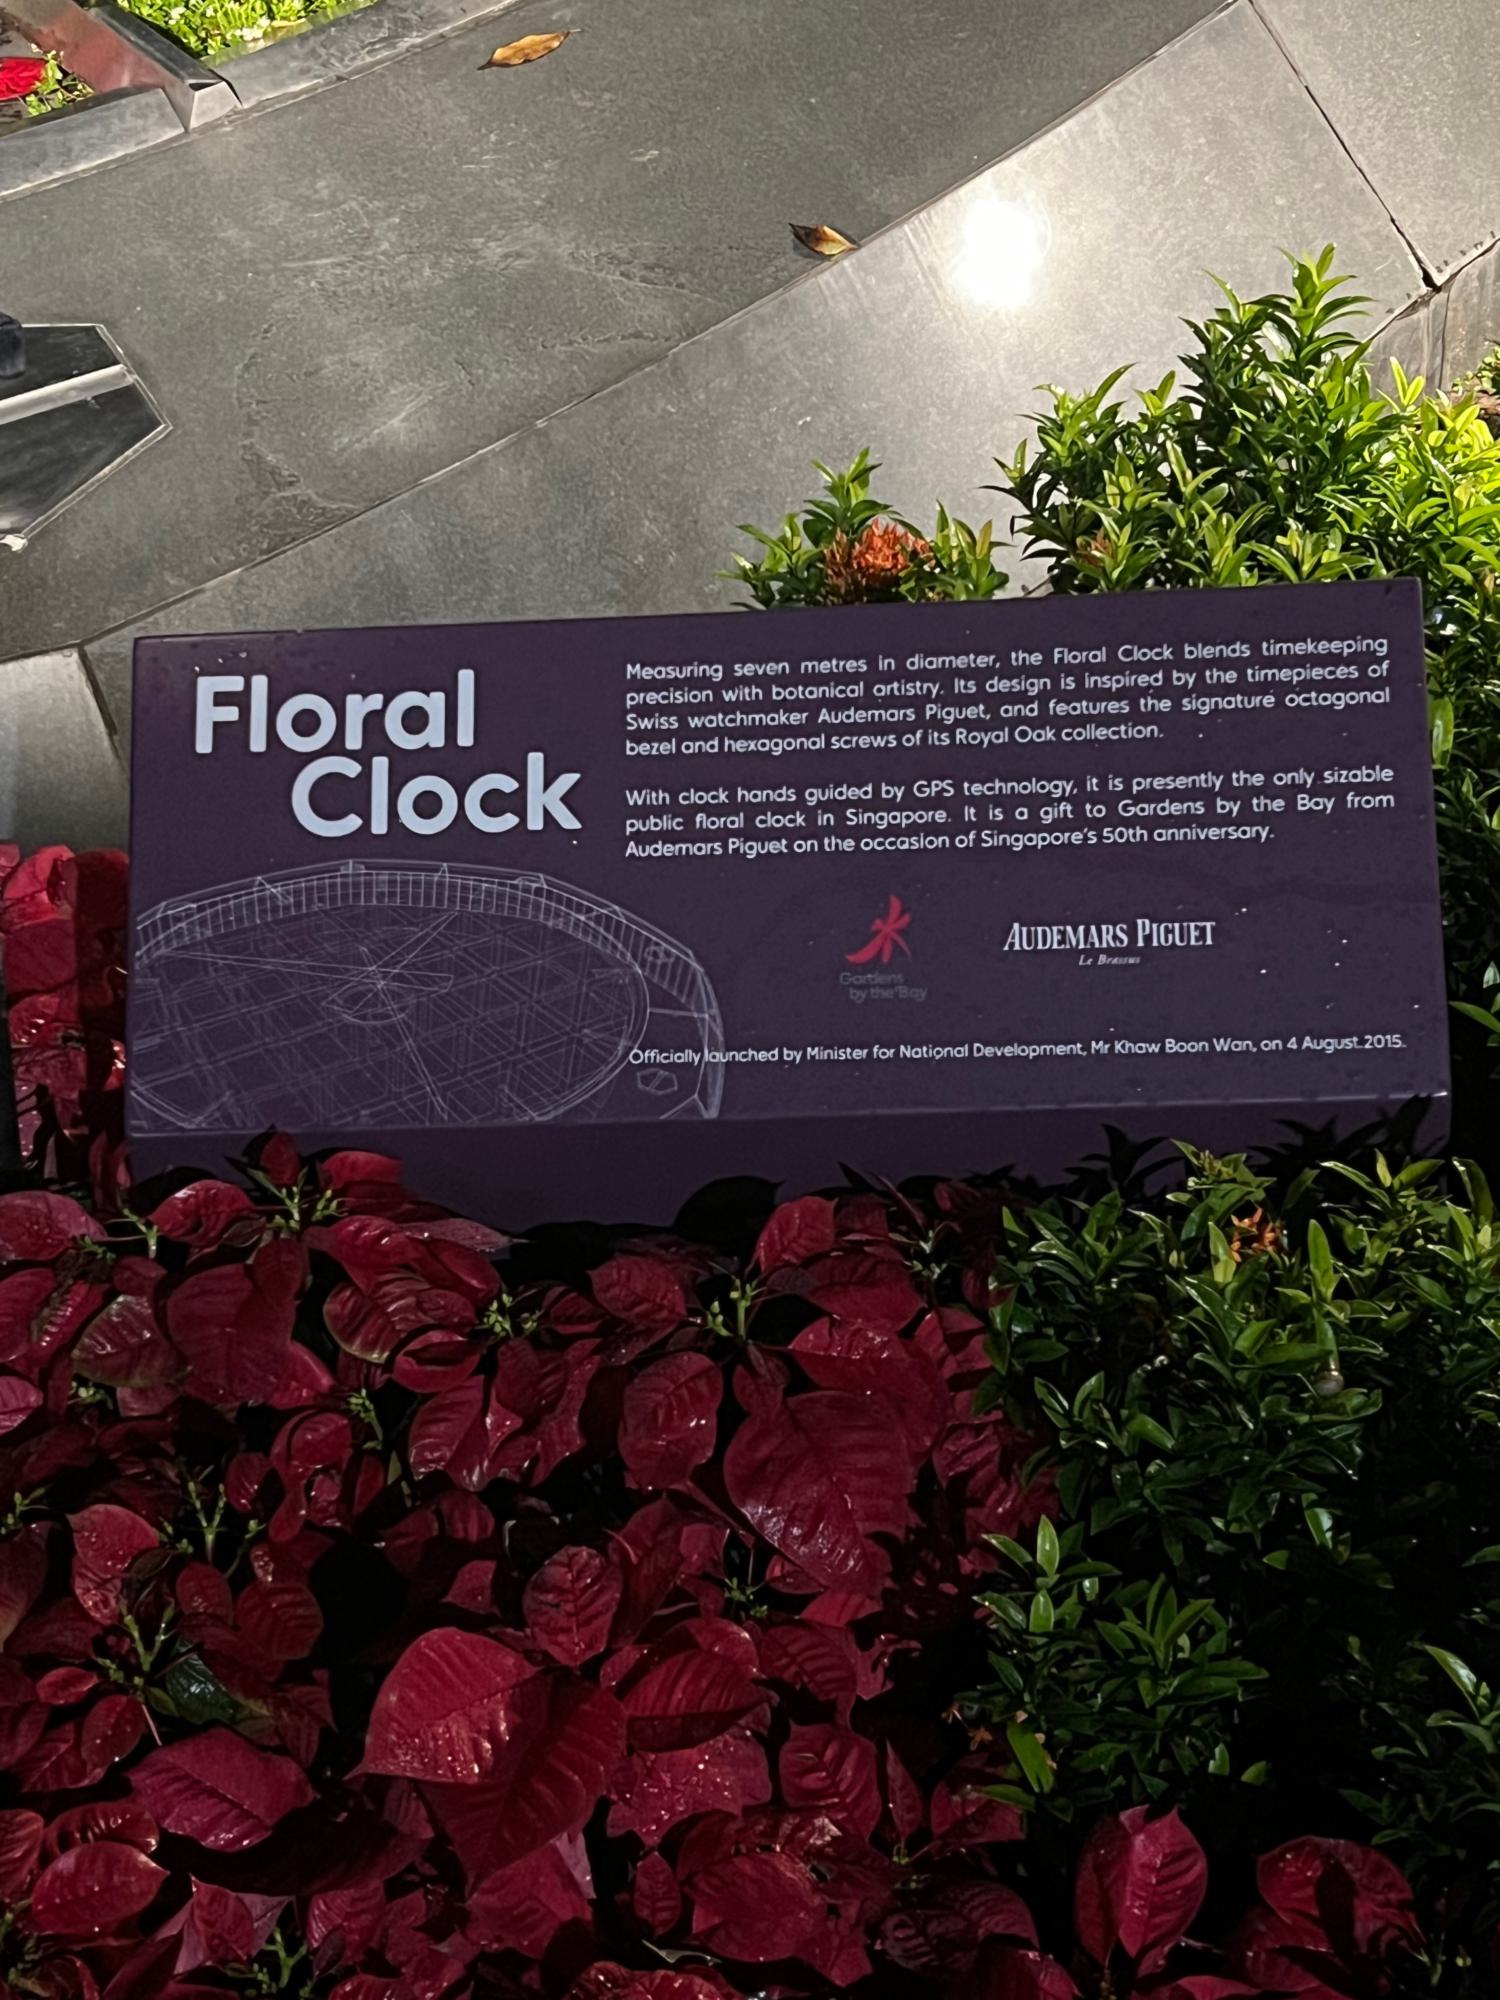 Floral
Clock
Measuring seven metres in diameter, the Floral Clock blends timekeeping
precision with botanical artistry. Its design is inspired by the timepieces of
Swiss watchmaker Audemars Piguet, and features the signature octagonal
bezel and hexagonal screws of its Royal Oak collection.
With clock hands guided by GPS technology, it is presently the only sizable
public floral clock in Singapore. It is a gift to Gardens by the Bay from
Audemars Piguet on the occasion of Singapore's 50th anniversary.
Gardens
by the Bay
AUDEMARS PIGUET
Le Brassus
Officially launched by Minister for National Development, Mr Khaw Boon Wan, on 4 August 2015.